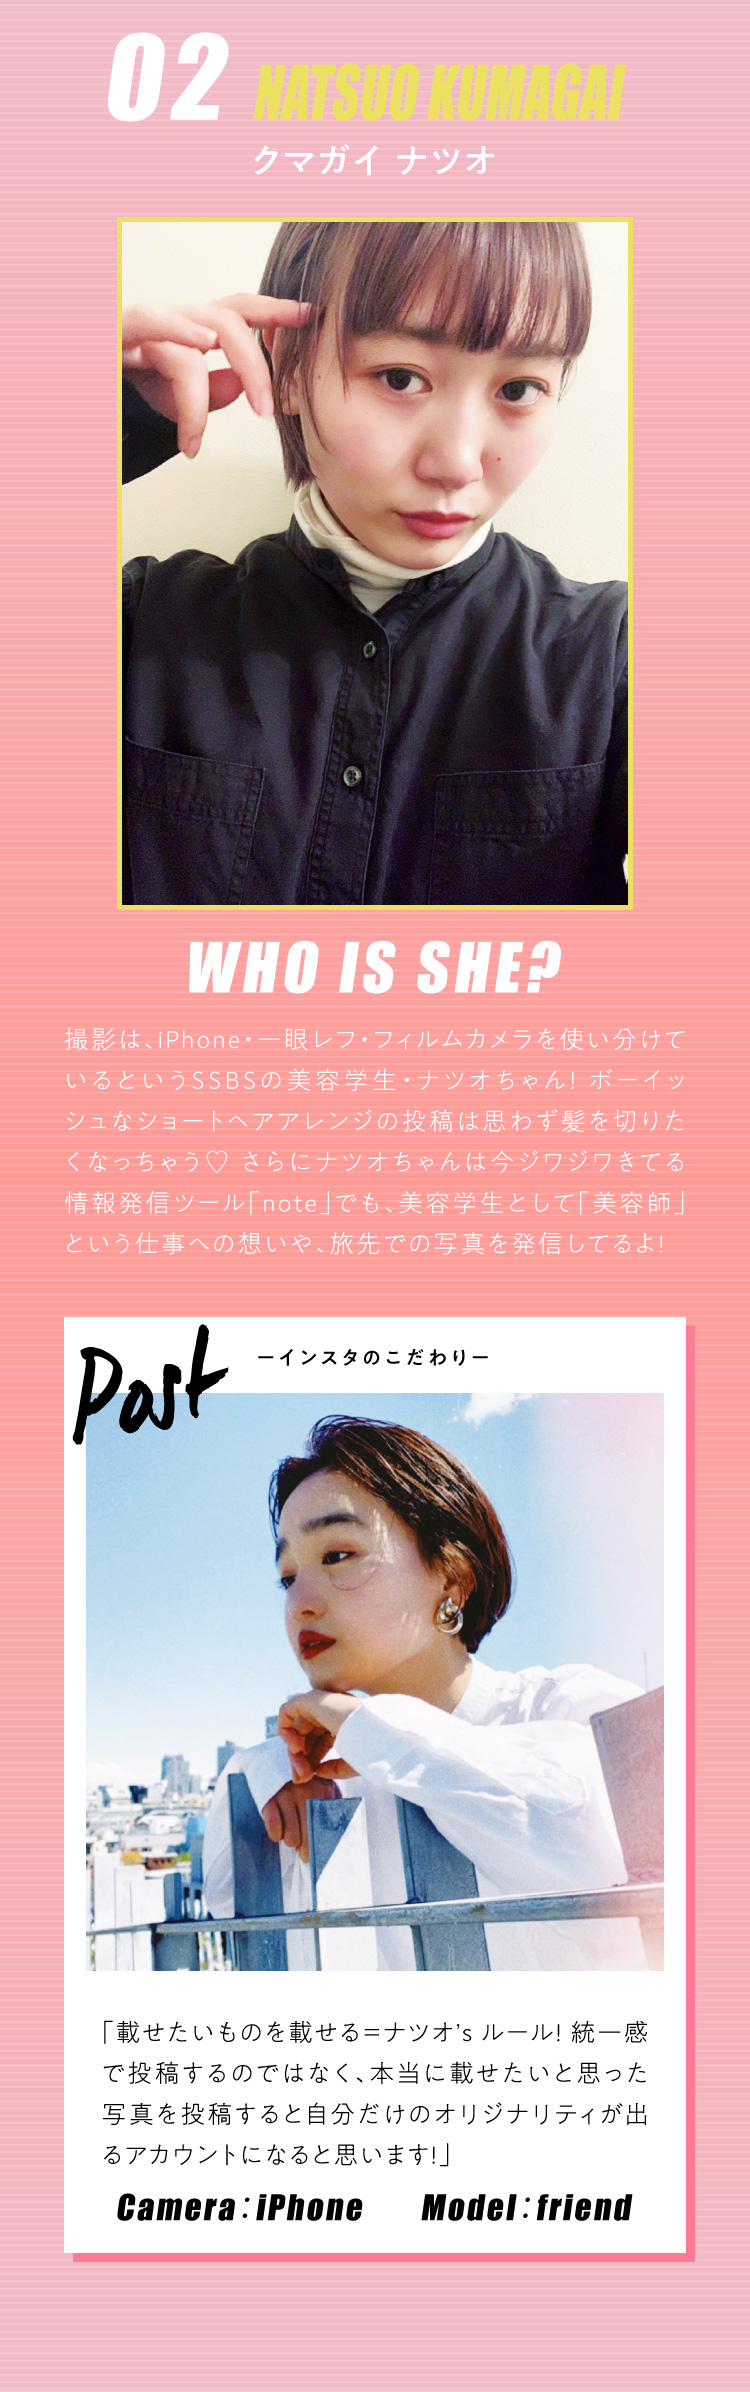 02 NATSUO KUMAGAI
クマガイ ナツオ
WHO IS SHE?
撮影は、iPhone・一眼レフ・フィルムカメラを使い分けて
いるというSSBSの美容学生・ナツオちゃん! ボーイッ
シュなショートヘアアレンジの投稿は思わず髪を切りた
くなっちゃう♡ さらにナツオちゃんは今ジワジワきてる
情報発信ツール「note」でも、美容学生として「美容師」
という仕事への想いや、旅先での写真を発信してるよ!
Post
ーインスタのこだわりー
「載せたいものを載せる=ナツオ's ルール! 統一感
で投稿するのではなく、本当に載せたいと思った
写真を投稿すると自分だけのオリジナリティが出
るアカウントになると思います!」
Camera:iPhone Model:friend